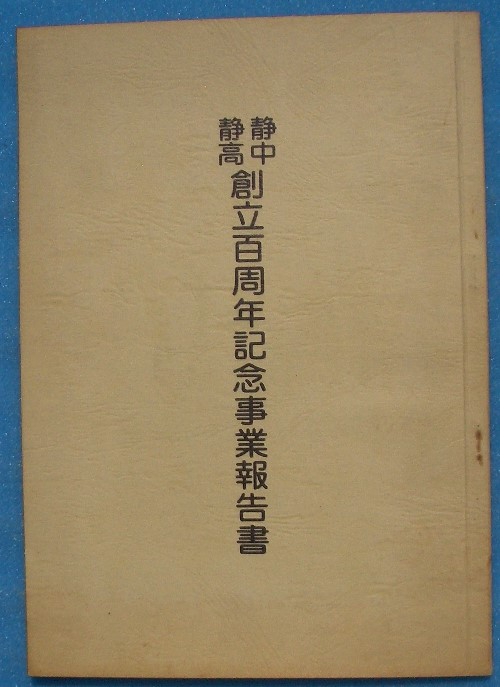 静中
静高
創立百周年記念事業報告書